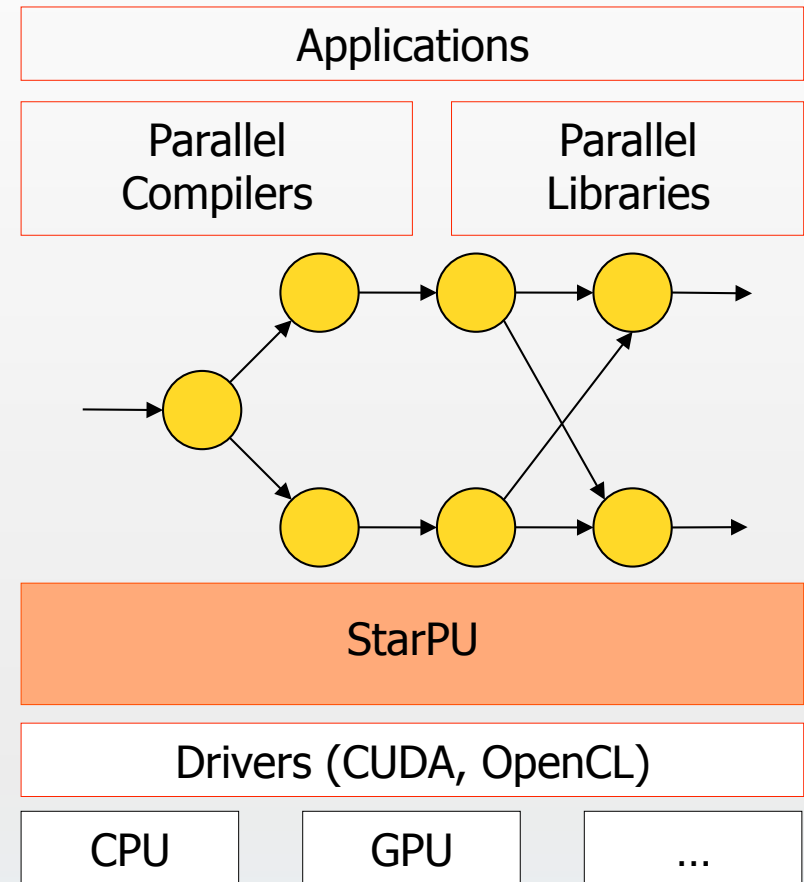 Applications
Parallel
Compilers
Parallel
Libraries
StarPU
Drivers (CUDA, OpenCL)
CPU
GPU
...